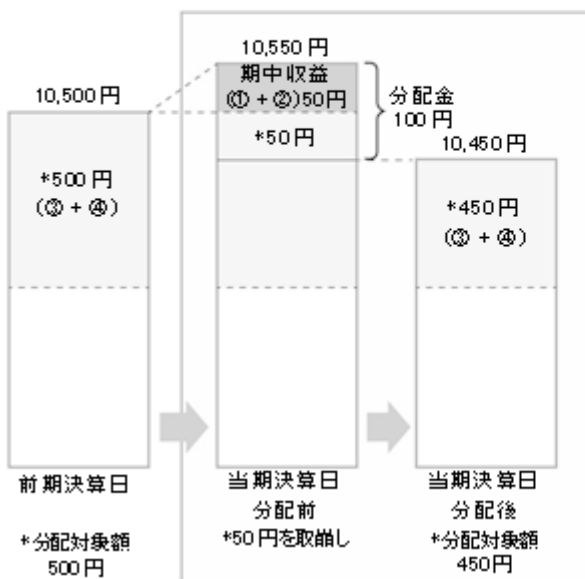 10,500円
*500円
(③+④)
前期決算日
*分配対象額
500円
10,550円
期中収益
(①+②)50円
*50円
分配金
100円
当期決算日
分配前
*50円を取崩し
10,450円
*450円
(③+④)
当期決算日
分配後
*分配対象額
450円